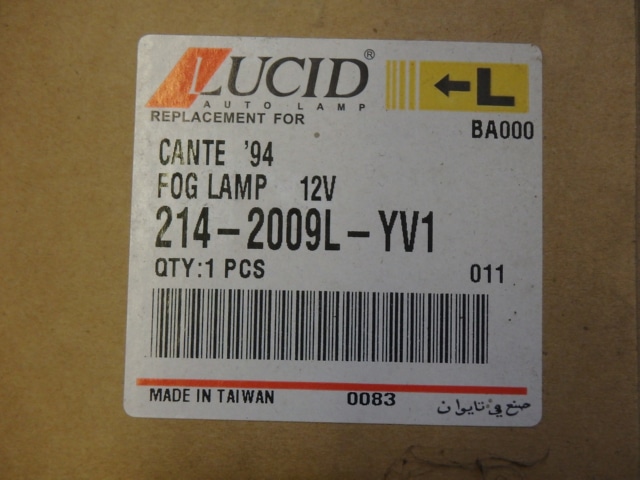 LUCID®
AUTO LAMP
←L
REPLACEMENT FOR
BA000
CANTE '94
FOG LAMP 12V
214-2009L-YV1
QTY:1 PCS 011
MADE IN TAIWAN 0083 صنع في تايوان